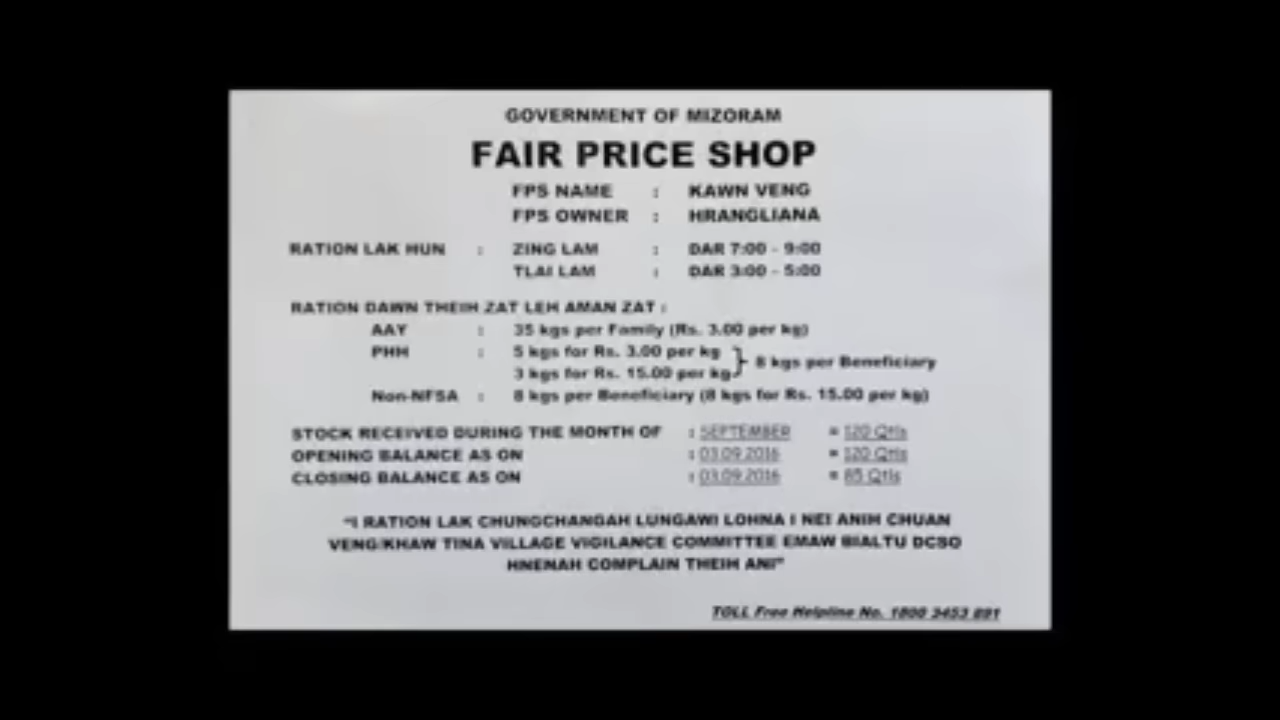 GOVERNMENT OF MIZORAM
FAIR PRICE SHOP
FPS NAME : KAWN VENG
FPS OWNER : HRANGLIANA
RATION LAK HUN : ZING LAM : DAR 7:00 - 9:00
TLAI LAM : DAR 3:00 - 5:00
RATION DAWN THEIH ZAT LEH AMAN ZAT :
AAY : 35 kgs per Family (Rs. 3.00 per kg)
PHH : 5 kgs for Rs. 3.00 per kg
3 kgs for Rs. 15.00 per kg } 8 kgs per Beneficiary
Non-NFSA : 8 kgs per Beneficiary (8 kgs for Rs. 15.00 per kg)
STOCK RECEIVED DURING THE MONTH OF : SEPTEMBER = 120 Qtls
OPENING BALANCE AS ON : 03.09.2016 = 120 Qtls
CLOSING BALANCE AS ON : 03.09.2016 = 85 Qtls
"I RATION LAK CHUNGCHANGAH LUNGAWI LOHNA I NEI ANIH CHUAN
VENG/KHAW TINA VILLAGE VIGILANCE COMMITTEE EMAW BIALTU DCSO
HNENAH COMPLAIN THEIH ANI"
TOLL Free Helpline No. 1800 3453 891